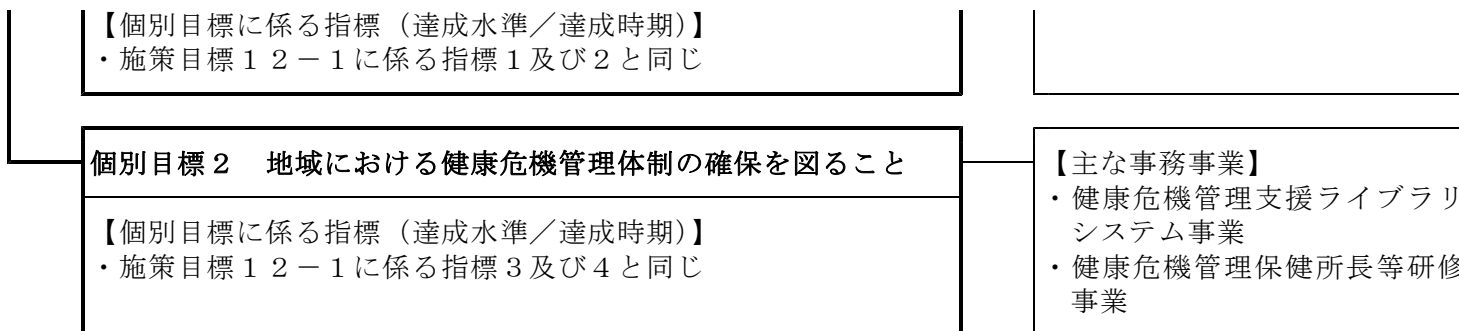 【個別目標に係る指標（達成水準／達成時期）】
・施策目標１２－１に係る指標１及び２と同じ
個別目標２　地域における健康危機管理体制の確保を図ること
【個別目標に係る指標（達成水準／達成時期）】
・施策目標１２－１に係る指標３及び４と同じ
【主な事務事業】
・健康危機管理支援ライブラリ
システム事業
・健康危機管理保健所長等研修
事業